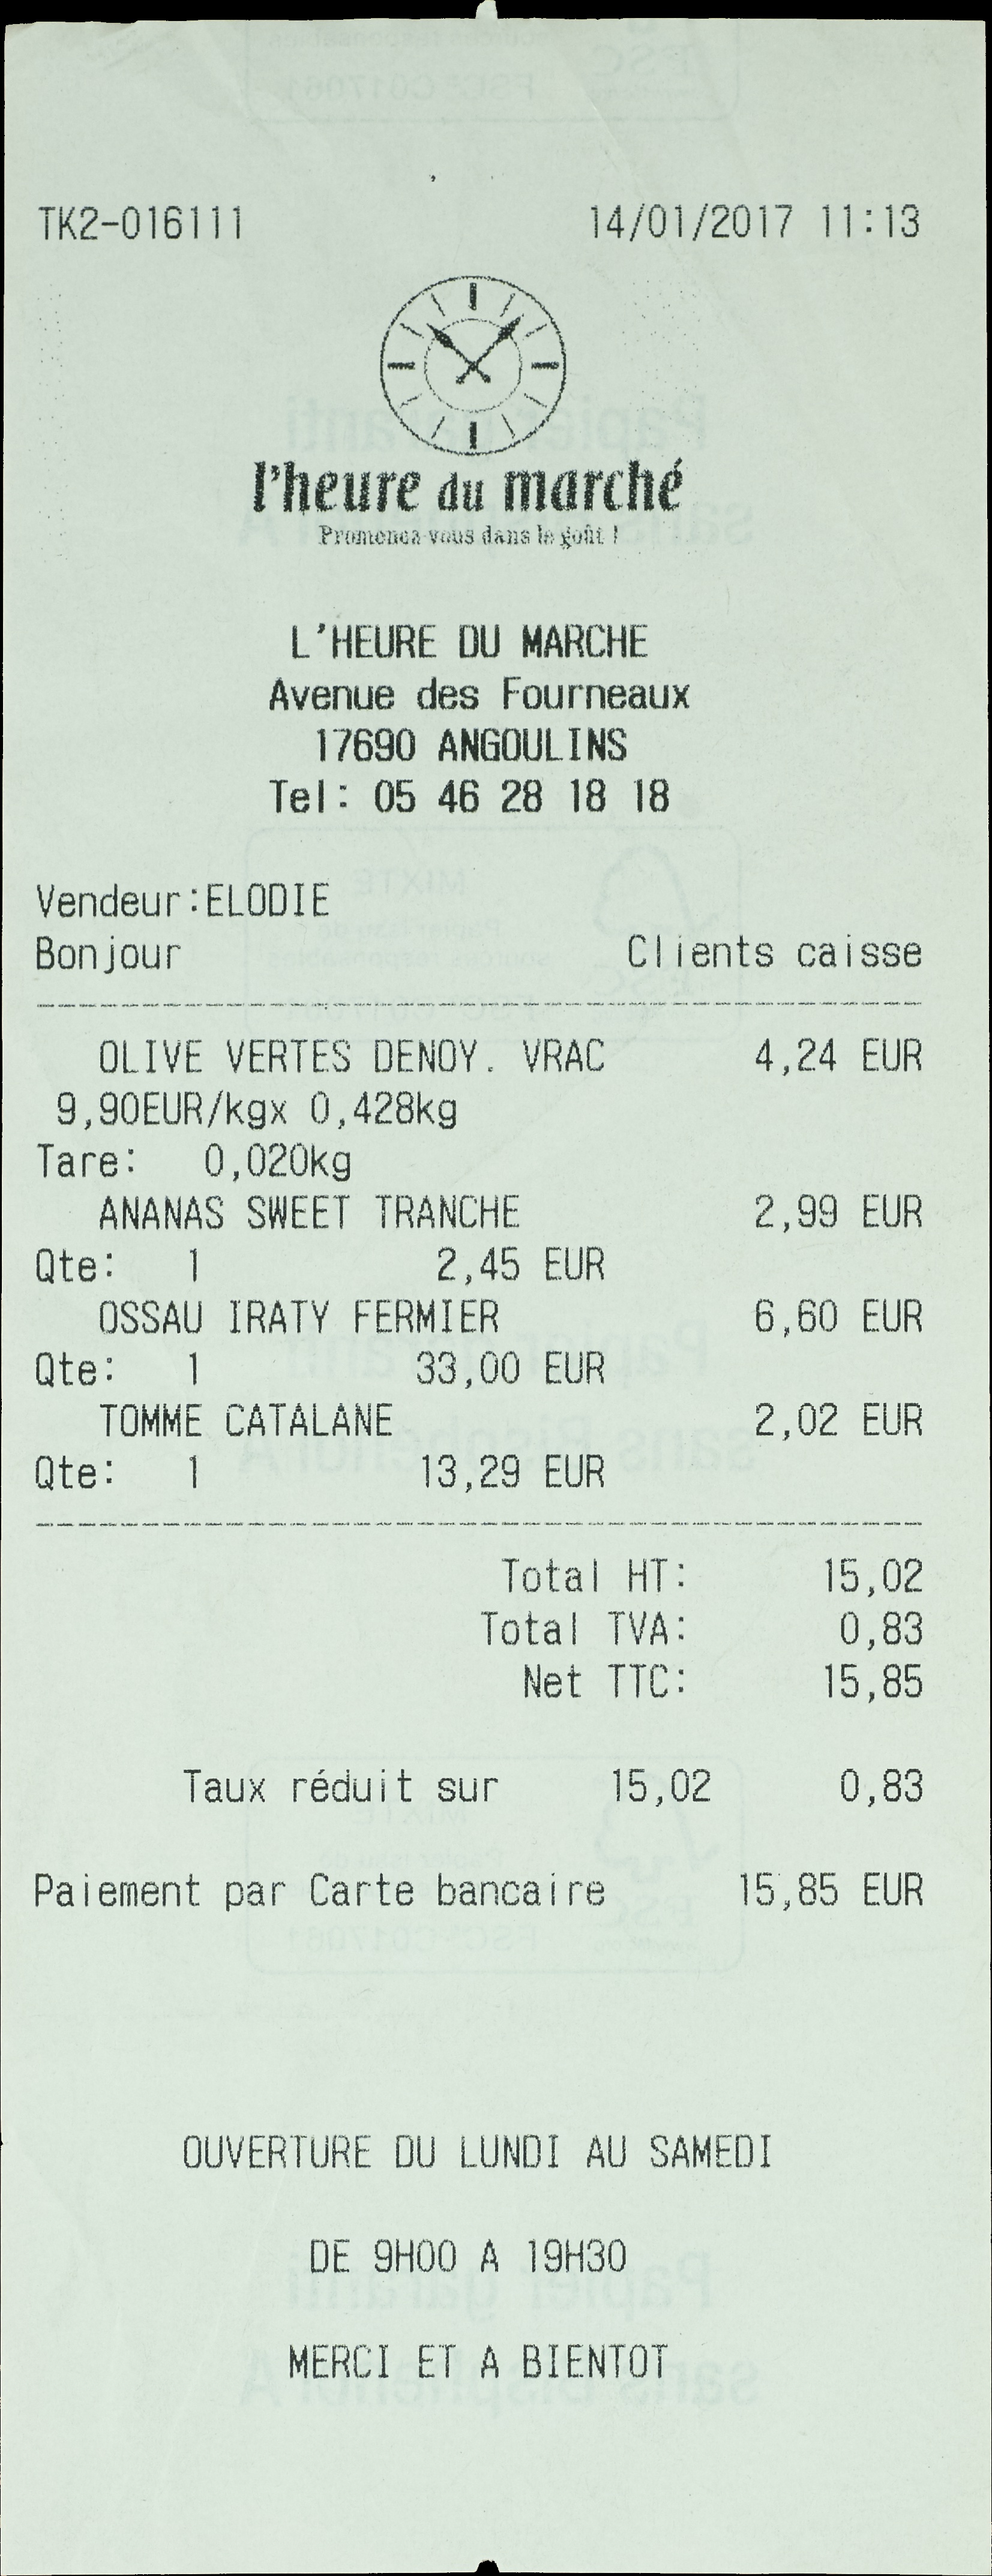 TK2-016111 14/01/2017 11:13
l'heure du marché
Promenez vous dans le goût !
L'HEURE DU MARCHE
Avenue des Fourneaux
17690 ANGOULINS
Tel: 05 46 28 18 18
Vendeur:ELODIE
Bonjour Clients caisse
OLIVE VERTES DENOY. VRAC 4,24 EUR
9,90EUR/kgx 0,428kg
Tare: 0,020kg
ANANAS SWEET TRANCHE 2,99 EUR
Qte: 1 2,45 EUR
OSSAU IRATY FERMIER 6,60 EUR
Qte: 1 33,00 EUR
TOMME CATALANE 2,02 EUR
Qte: 1 13,29 EUR
Total HT: 15,02
Total TVA: 0,83
Net TTC: 15,85
Taux réduit sur 15,02 0,83
Paiement par Carte bancaire 15,85 EUR
OUVERTURE DU LUNDI AU SAMEDI
DE 9H00 A 19H30
MERCI ET A BIENTOT